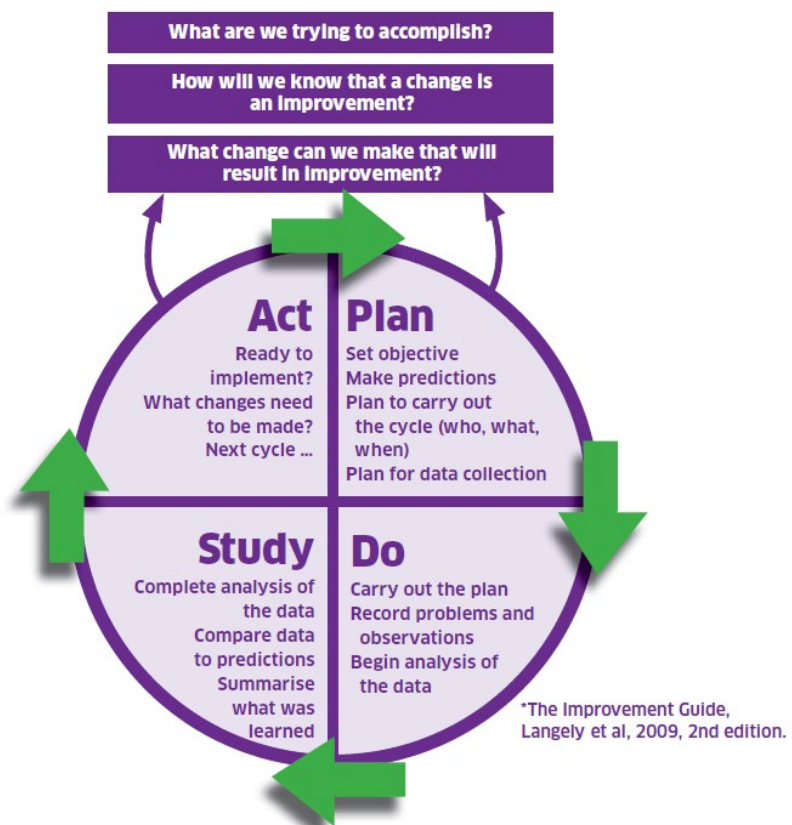 What are we trying to accomplish?
How will we know that a change is
an improvement?
What change can we make that will
result in improvement?
Act
Ready to
implement?
What changes need
to be made?
Next cycle ...
Plan
Set objective
Make predictions
Plan to carry out
the cycle (who, what,
when)
Plan for data collection
Study
Complete analysis of
the data
Compare data
to predictions
Summarise
what was
learned
Do
Carry out the plan
Record problems and
observations
Begin analysis of
the data
*The Improvement Guide,
Langely et al, 2009, 2nd edition.